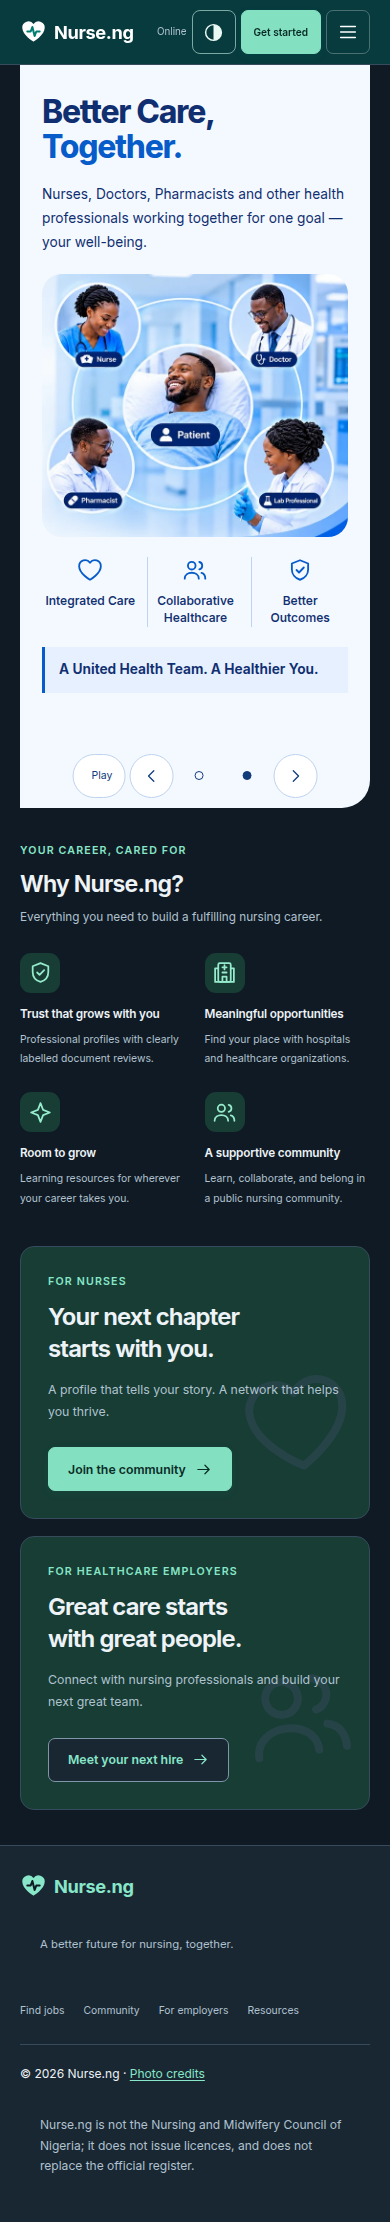 Nurse.ng
Online
Get started
Better Care,
Together.
Nurses, Doctors, Pharmacists and other health
professionals working together for one goal —
your well-being.
Nurse
Doctor
Patient
Pharmacist
Lab Professional
Integrated Care
Collaborative
Healthcare
Better
Outcomes
A United Health Team. A Healthier You.
Play
YOUR CAREER, CARED FOR
Why Nurse.ng?
Everything you need to build a fulfilling nursing career.
Trust that grows with you
Professional profiles with clearly
labelled document reviews.
Meaningful opportunities
Find your place with hospitals
and healthcare organizations.
Room to grow
Learning resources for wherever
your career takes you.
A supportive community
Learn, collaborate, and belong in
a public nursing community.
FOR NURSES
Your next chapter
starts with you.
A profile that tells your story. A network that helps
you thrive.
Join the community
FOR HEALTHCARE EMPLOYERS
Great care starts
with great people.
Connect with nursing professionals and build your
next great team.
Meet your next hire
Nurse.ng
A better future for nursing, together.
Find jobs Community For employers Resources
© 2026 Nurse.ng · Photo credits
Nurse.ng is not the Nursing and Midwifery Council of
Nigeria; it does not issue licences, and does not
replace the official register.